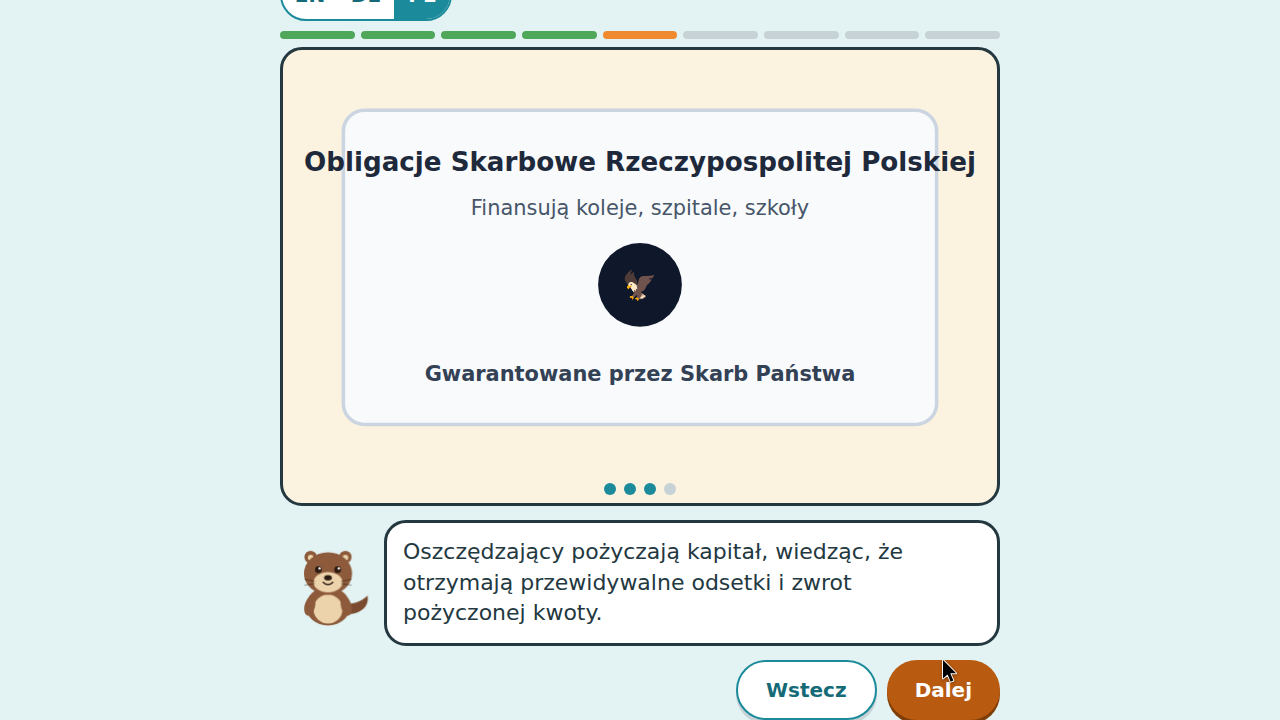 Obligacje Skarbowe Rzeczypospolitej Polskiej
Finansują koleje, szpitale, szkoły
Gwarantowane przez Skarb Państwa
Oszczędzający pożyczają kapitał, wiedząc, że
otrzymają przewidywalne odsetki i zwrot
pożyczonej kwoty.
Wstecz
Dalej